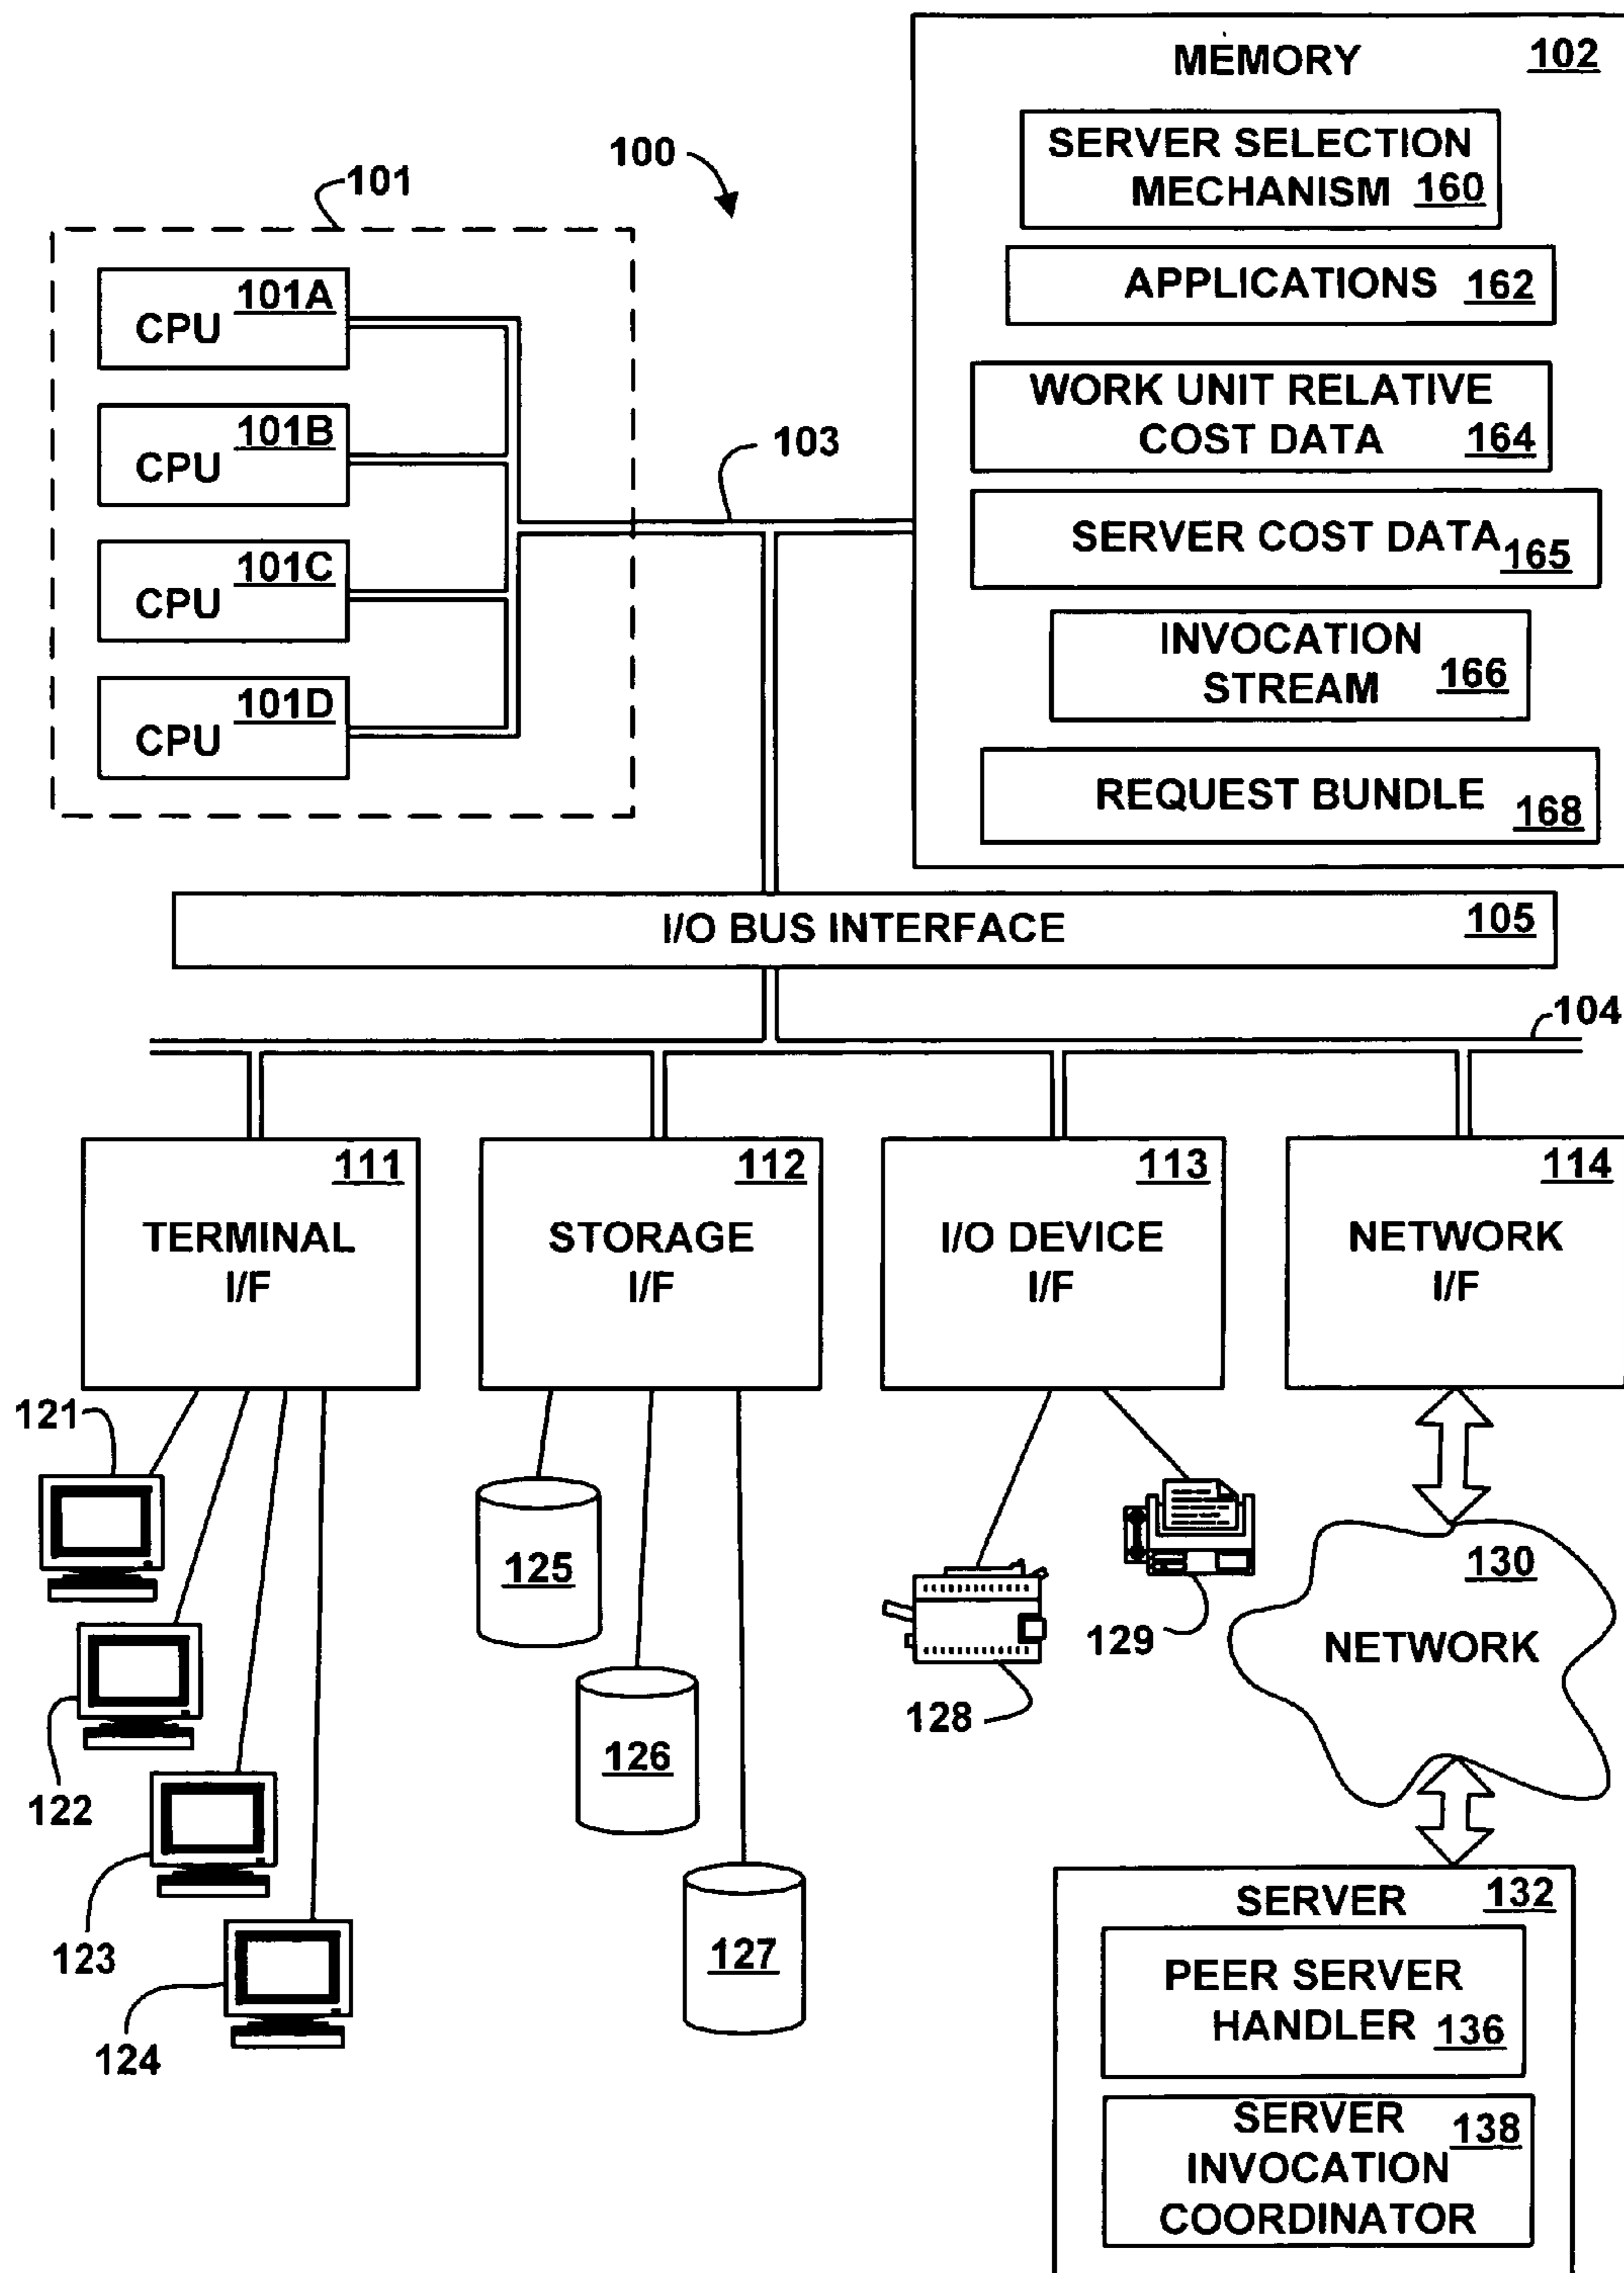 MEMORY 102
SERVER SELECTION
MECHANISM 160
APPLICATIONS 162
WORK UNIT RELATIVE
COST DATA 164
SERVER COST DATA 165
INVOCATION
STREAM 166
REQUEST BUNDLE 168
100
101
101A
CPU
101B
CPU
101C
CPU
101D
CPU
103
I/O BUS INTERFACE 105
104
111
TERMINAL
I/F
112
STORAGE
I/F
113
I/O DEVICE
I/F
114
NETWORK
I/F
121
122
123
124
125
126
127
128
129
130
NETWORK
SERVER 132
PEER SERVER
HANDLER 136
SERVER 138
INVOCATION
COORDINATOR